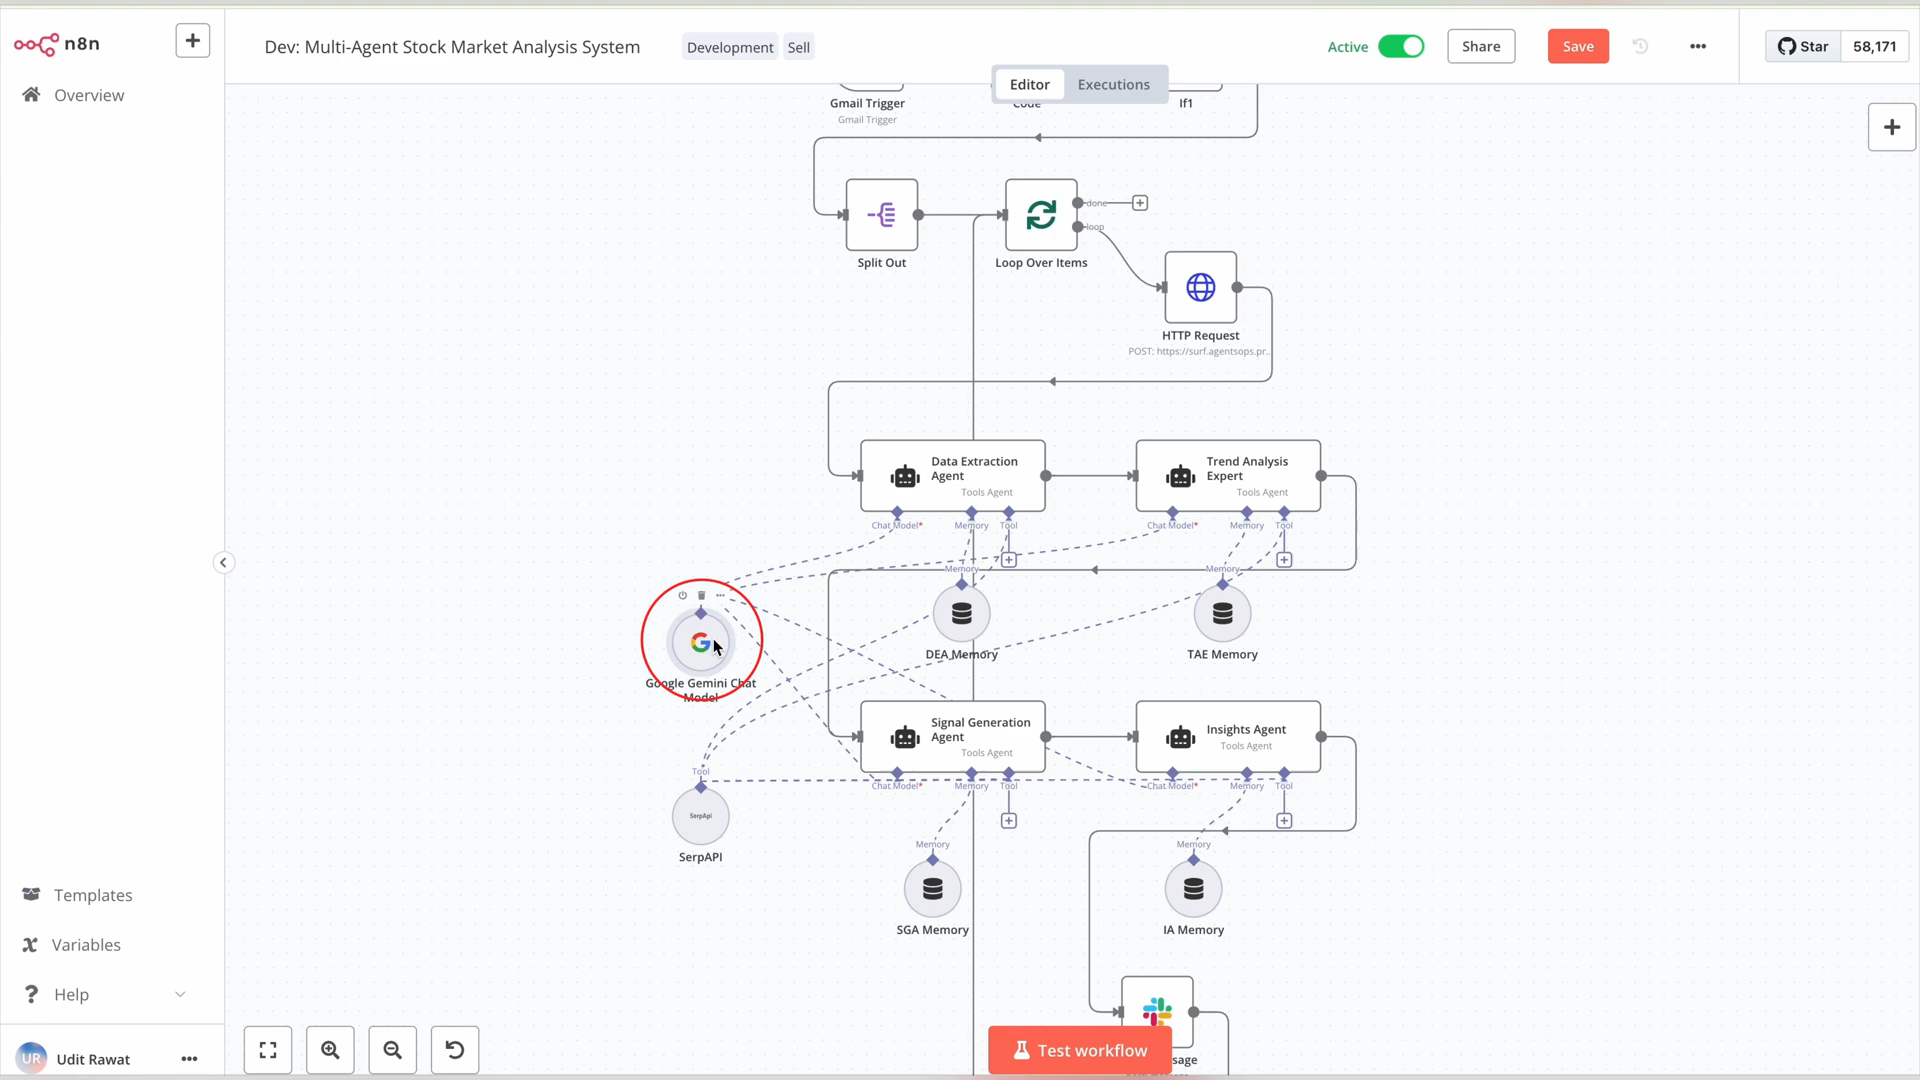 n8n
Dev: Multi-Agent Stock Market Analysis System
Development
Sell
Active
Share
Save
Star
58,171
Editor
Executions
Overview
Gmail Trigger
Gmail Trigger
Code
If1
Split Out
Loop Over Items
done
loop
HTTP Request
POST: https://surf.agentsops.pr...
Data Extraction
Agent
Tools Agent
Trend Analysis
Expert
Tools Agent
Chat Model*
Memory
Tool
Chat Model*
Memory
Tool
Memory
Memory
DEA Memory
TAE Memory
Google Gemini Chat
Model
Signal Generation
Agent
Tools Agent
Insights Agent
Tools Agent
Tool
Chat Model*
Memory
Tool
Chat Model*
Memory
Tool
SerpApi
SerpAPI
Memory
Memory
SGA Memory
IA Memory
Templates
Variables
Help
UR
Udit Rawat
Test workflow
sage